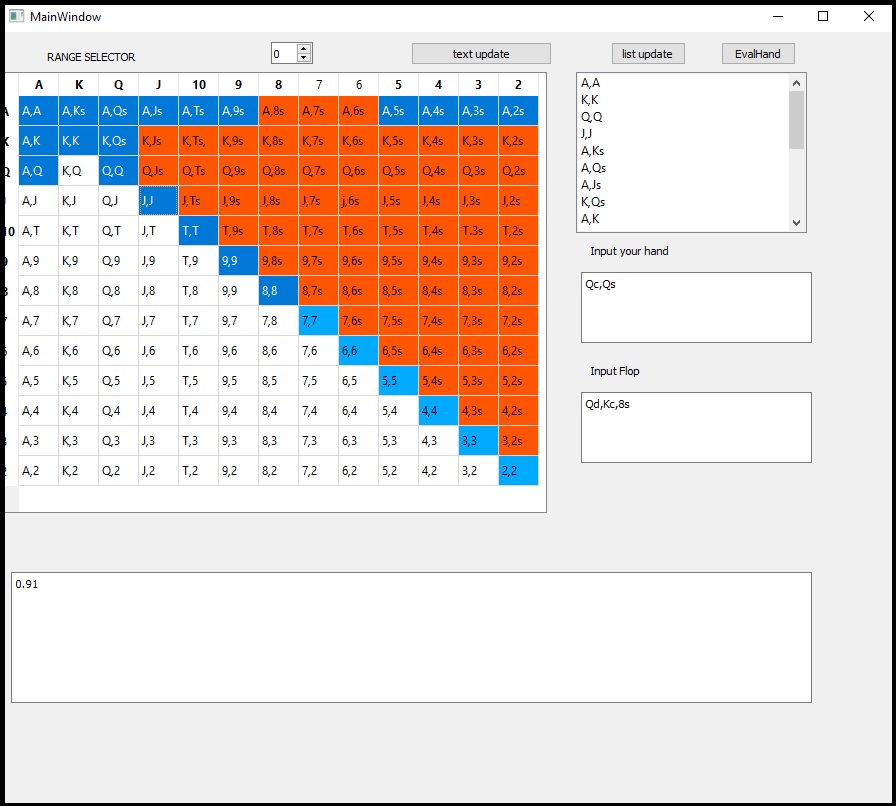 MainWindow
RANGE SELECTOR 0 text update list update EvalHand
A K Q J 10 9 8 7 6 5 4 3 2
A A,A A,Ks A,Qs A,Js A,Ts A,9s A,8s A,7s A,6s A,5s A,4s A,3s A,2s
K A,K K,K K,Qs K,Js K,Ts, K,9s K,8s K,7s K,6s K,5s K,4s K,3s K,2s
Q A,Q K,Q Q,Q Q,Js Q,Ts Q,9s Q,8s Q,7s Q,6s Q,5s Q,4s Q,3s Q,2s
J A,J K,J Q,J J,J J,Ts J,9s J,8s J,7s j,6s J,5s J,4s J,3s J,2s
10 A,T K,T Q,T J,T T,T T,9s T,8s T,7s T,6s T,5s T,4s T.3s T,2s
9 A,9 K,9 Q,9 J,9 T,9 9,9 9,8s 9,7s 9,6s 9,5s 9,4s 9,3s 9,2s
8 A,8 K,8 Q,8 J,8 T,8 9,9 8,8 8,7s 8,6s 8,5s 8,4s 8,3s 8,2s
7 A,7 K,7 Q,7 J,7 T,7 9,7 7,8 7,7 7,6s 7,5s 7,4s 7,3s 7,2s
6 A,6 K,6 Q,6 J,6 T,6 9,6 8,6 7,6 6,6 6,5s 6,4s 6,3s 6,2s
5 A,5 K,5 Q,5 J,5 T,5 9,5 8,5 7,5 6,5 5,5 5,4s 5,3s 5,2s
4 A,4 K,4 Q,4 J,4 T,4 9,4 8,4 7,4 6,4 5,4 4,4 4,3s 4,2s
3 A,3 K,3 Q,3 J,3 T,3 9,3 8,3 7,3 6,3 5,3 4,3 3,3 3,2s
2 A,2 K,2 Q,2 J,2 T,2 9,2 8,2 7,2 6,2 5,2 4,2 3,2 2,2
A,A
K,K
Q,Q
J,J
A,Ks
A,Qs
A,Js
K,Qs
A,K
Input your hand
Qc,Qs
Input Flop
Qd,Kc,8s
0.91